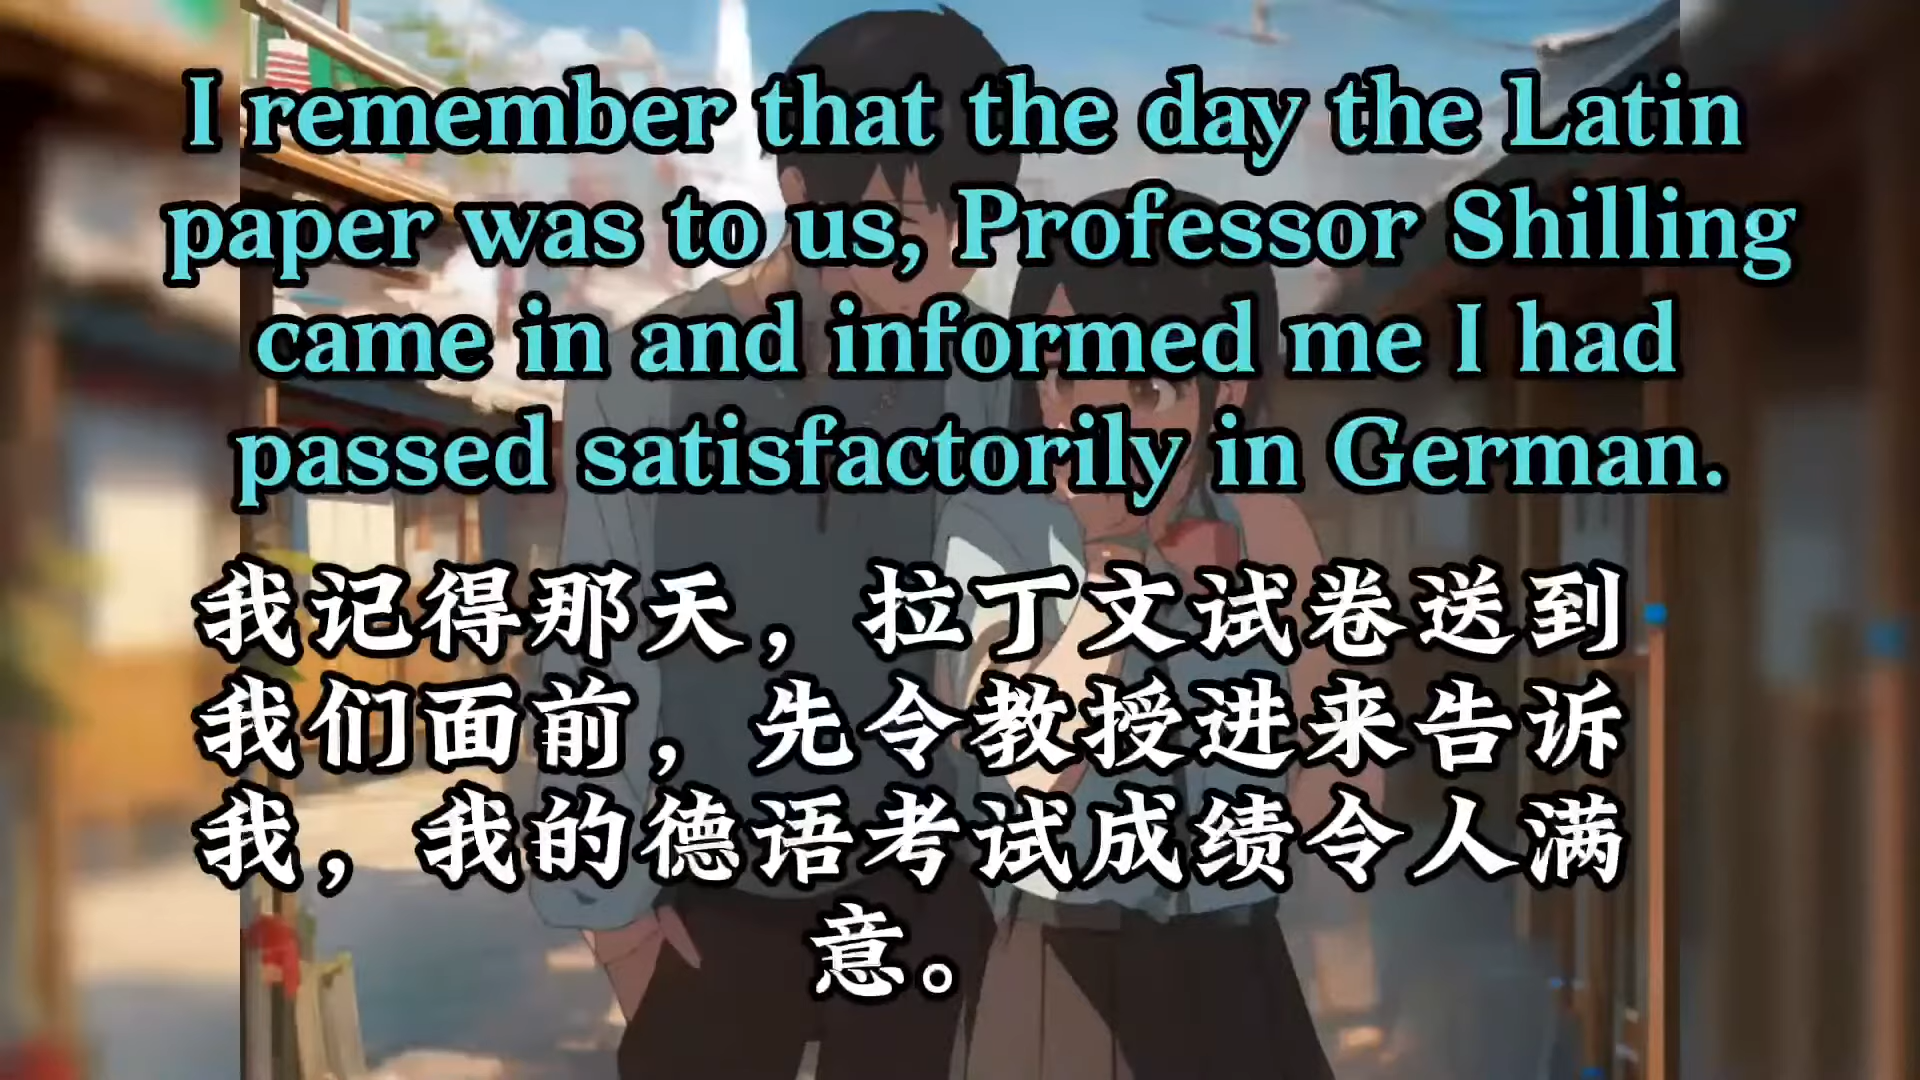 I remember that the day the Latin
paper was to us, Professor Shilling
came in and informed me I had
passed satisfactorily in German.
我记得那天，拉丁文试卷送到
我们面前，先令教授进来告诉
我，我的德语考试成绩令人满
意。